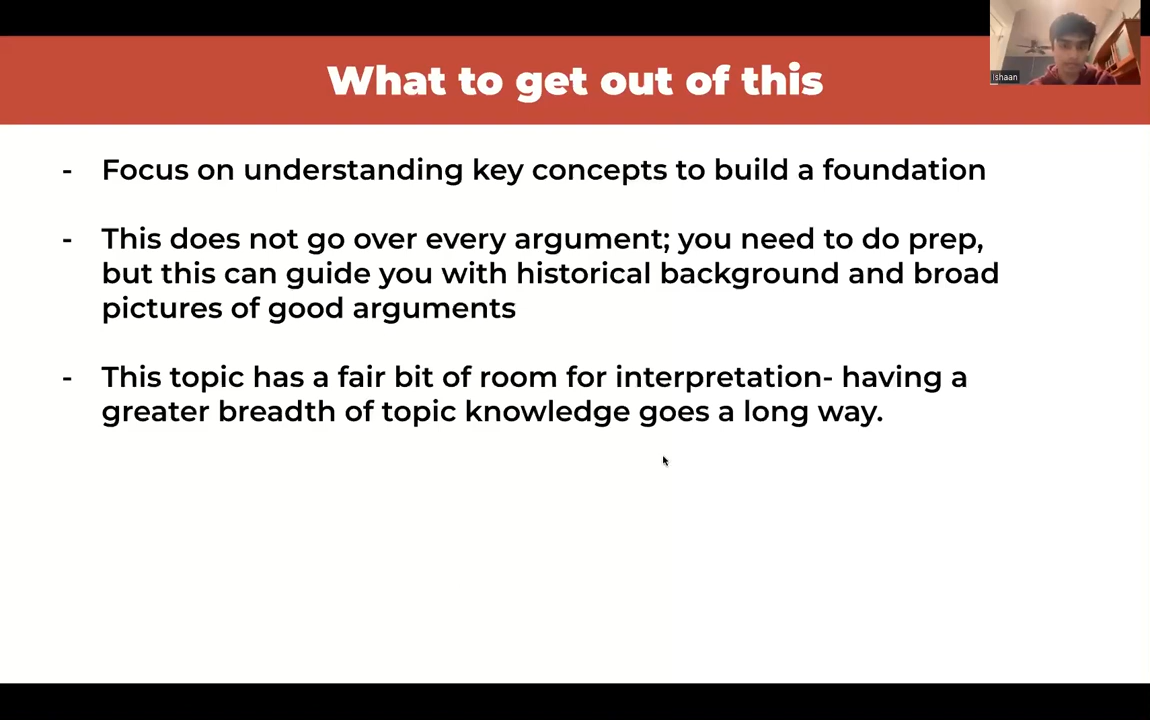 What to get out of this
ishaan
- Focus on understanding key concepts to build a foundation
- This does not go over every argument; you need to do prep,
but this can guide you with historical background and broad
pictures of good arguments
- This topic has a fair bit of room for interpretation- having a
greater breadth of topic knowledge goes a long way.